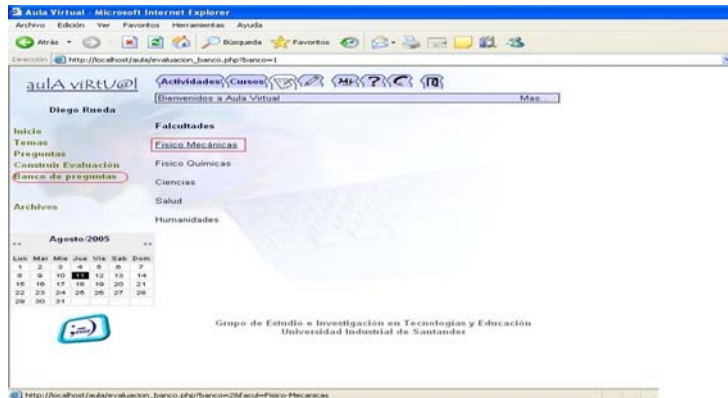 Aula Virtual - Microsoft Internet Explorer
Archivo Edición Ver Favoritos Herramientas Ayuda
Atrás Búsqueda Favoritos
Dirección http://localhost/aula/evaluacion_banco.php?banco=1
aulA viRtU@l
Actividades Cursos
Bienvenidos a Aula Virtual Mas...
Diego Rueda
Inicio
Temas
Preguntas
Construir Evaluación
Banco de preguntas
Archivos
Falcultades
Fisico Mecánicas
Fisico Quimicas
Ciencias
Salud
Humanidades
<< Agosto/2005 >>
Lun Mar Mie Jue Vie Sab Dom
1 2 3 4 5 6 7
8 9 10 11 12 13 14
15 16 17 18 19 20 21
22 23 24 25 26 27 28
29 30 31
Grupo de Estudio e Investigación en Tecnologías y Educación
Universidad Industrial de Santander
http://localhost/aula/evaluacion_banco.php?banco=2&facul=Fisico-Mecanicas